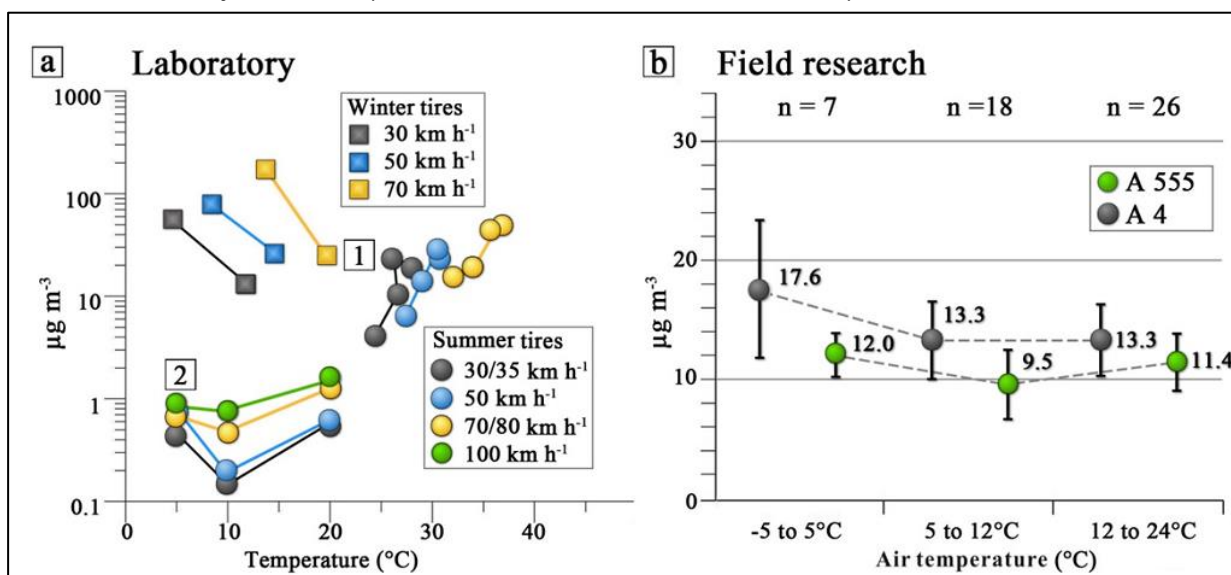 a Laboratory
µg m⁻³
1000
100
10
1
0.1
0
10
20
30
40
Temperature (°C)
Winter tires
30 km h⁻¹
50 km h⁻¹
70 km h⁻¹
1
2
Summer tires
30/35 km h⁻¹
50 km h⁻¹
70/80 km h⁻¹
100 km h⁻¹
b Field research
µg m⁻³
30
20
10
0
n = 7
n =18
n = 26
A 555
A 4
17.6
12.0
13.3
9.5
13.3
11.4
-5 to 5°C
5 to 12°C
12 to 24°C
Air temperature (°C)